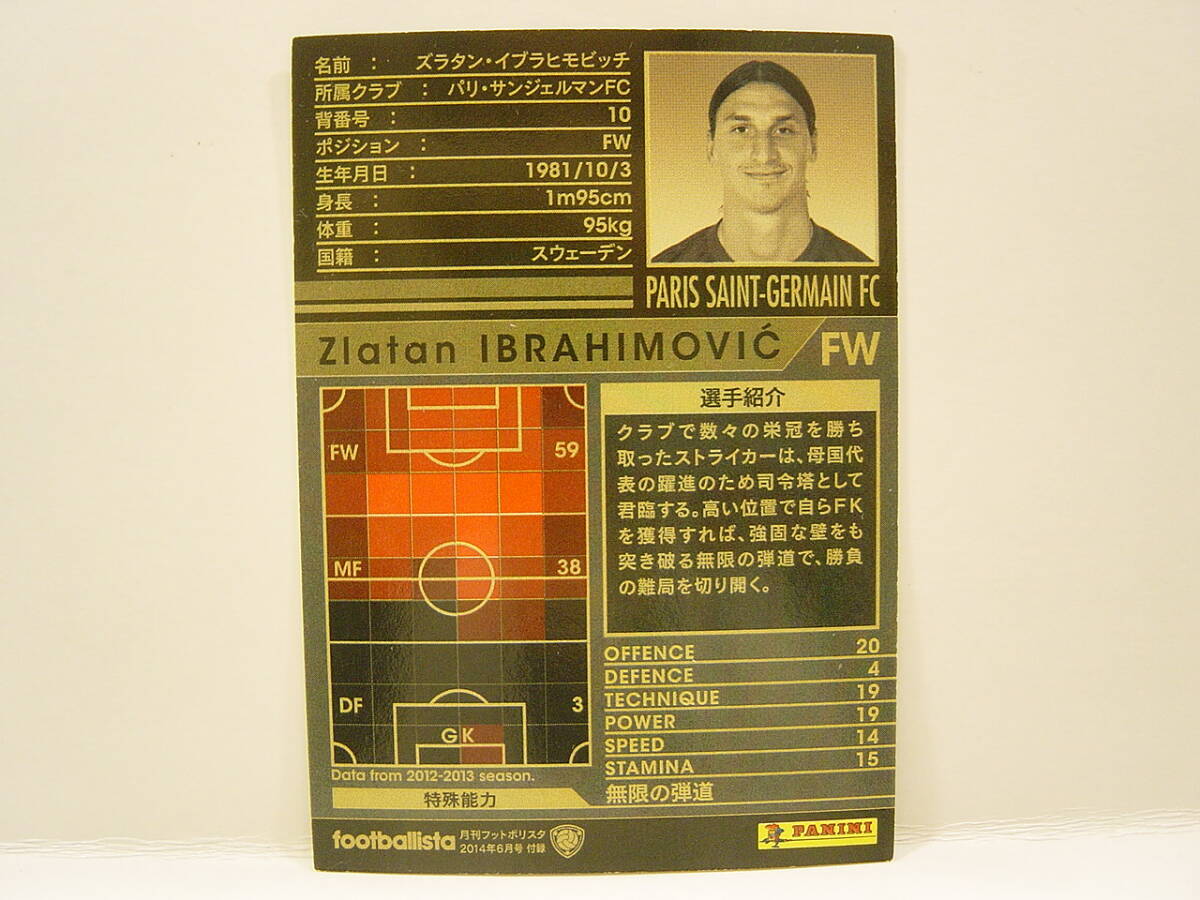 名前 : ズラタン・イブラヒモビッチ
所属クラブ : パリ・サンジェルマンFC
背番号 : 10
ポジション : FW
生年月日 : 1981/10/3
身長 : 1m95cm
体重 : 95kg
国籍 : スウェーデン
PARIS SAINT-GERMAIN FC
Zlatan IBRAHIMOVIĆ FW
FW 59
MF 38
DF 3
GK
Data from 2012-2013 season.
特殊能力
選手紹介
クラブで数々の栄冠を勝ち
取ったストライカーは、母国代
表の躍進のため司令塔として
君臨する。高い位置で自らFK
を獲得すれば、強固な壁をも
突き破る無限の弾道で、勝負
の難局を切り開く。
OFFENCE 20
DEFENCE 4
TECHNIQUE 19
POWER 19
SPEED 14
STAMINA 15
無限の弾道
footballista 月刊フットボリスタ
2014年6月号 付録
PANINI